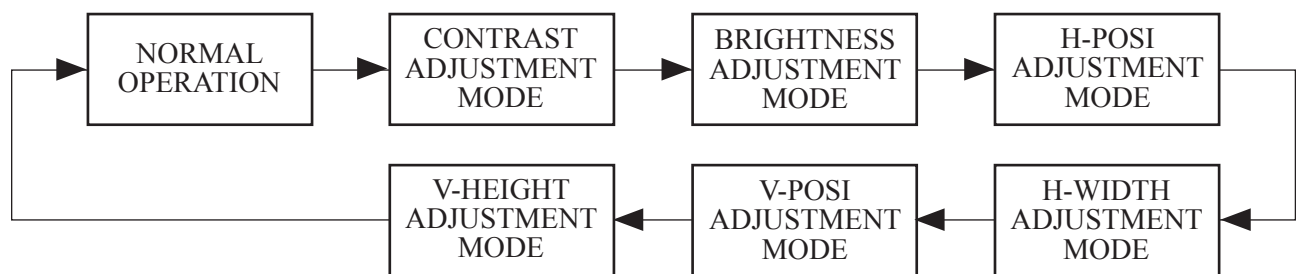 NORMAL
OPERATION
CONTRAST
ADJUSTMENT
MODE
BRIGHTNESS
ADJUSTMENT
MODE
H-POSI
ADJUSTMENT
MODE
V-HEIGHT
ADJUSTMENT
MODE
V-POSI
ADJUSTMENT
MODE
H-WIDTH
ADJUSTMENT
MODE